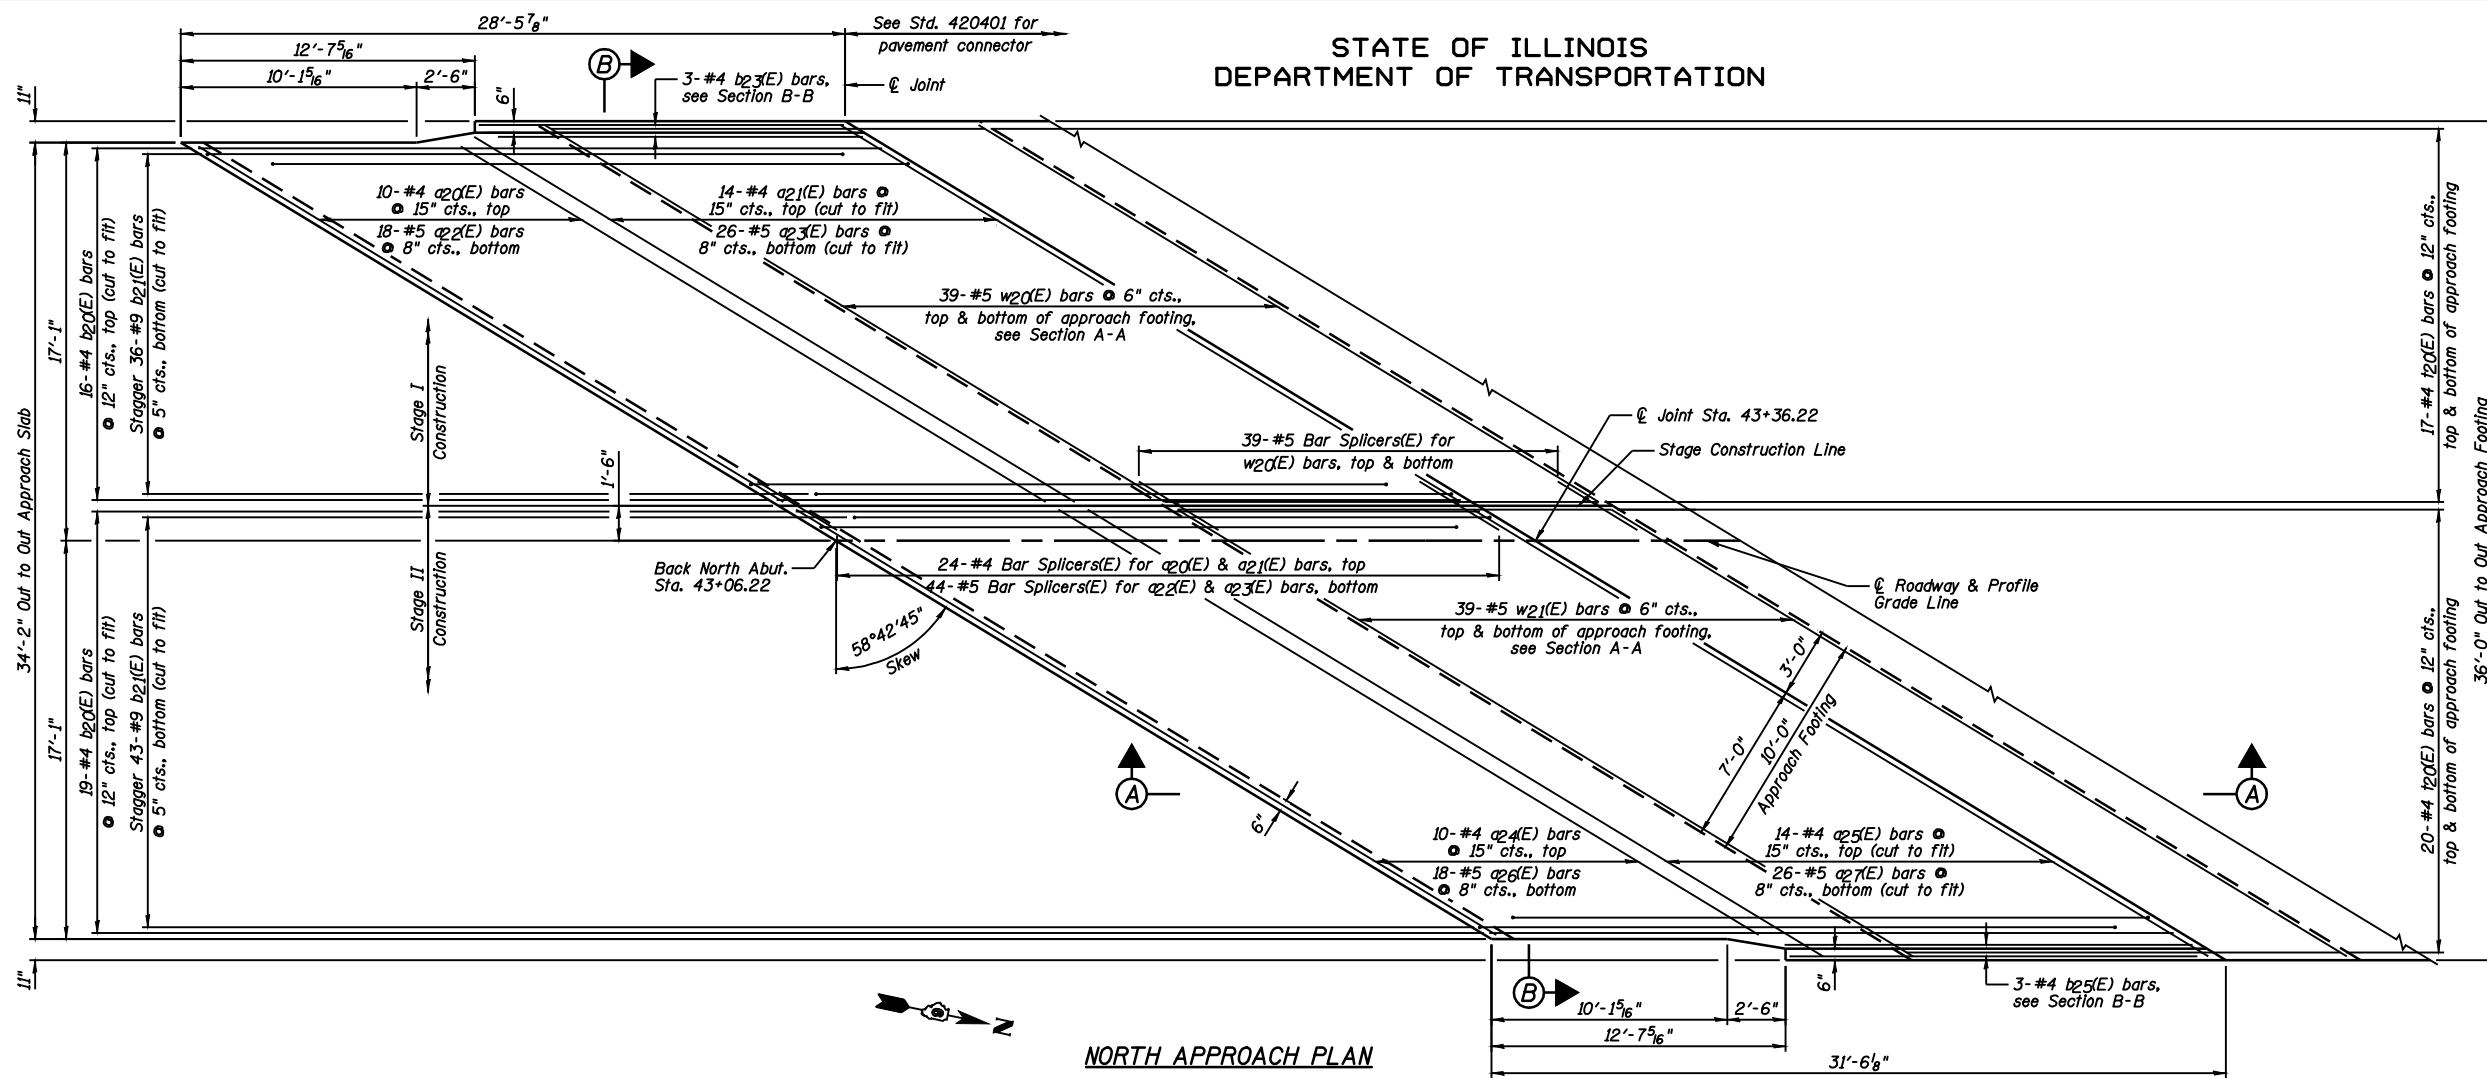 STATE OF ILLINOIS
DEPARTMENT OF TRANSPORTATION
28'-5 7/8"
See Std. 420401 for
pavement connector
12'-7 5/16"
10'-1 5/16"
2'-6"
B
3-#4 b23(E) bars,
see Section B-B
℄ Joint
11"
6"
10-#4 a20(E) bars
@ 15" cts., top
18-#5 a22(E) bars
@ 8" cts., bottom
14-#4 a21(E) bars @
15" cts., top (cut to fit)
26-#5 a23(E) bars @
8" cts., bottom (cut to fit)
39-#5 w20(E) bars @ 6" cts.,
top & bottom of approach footing,
see Section A-A
34'-2" Out to Out Approach Slab
17'-1"
16-#4 b20(E) bars
@ 12" cts., top (cut to fit)
Stagger 36-#9 b21(E) bars
@ 5" cts., bottom (cut to fit)
Stage I
Construction
17-#4 t20(E) bars @ 12" cts.,
top & bottom of approach footing
36'-0" Out to Out Approach Footing
℄ Joint Sta. 43+36.22
39-#5 Bar Splicers(E) for
w20(E) bars, top & bottom
Stage Construction Line
1'-6"
Back North Abut.
Sta. 43+06.22
24-#4 Bar Splicers(E) for a20(E) & a21(E) bars, top
44-#5 Bar Splicers(E) for a22(E) & a23(E) bars, bottom
℄ Roadway & Profile
Grade Line
58°42'45"
Skew
39-#5 w21(E) bars @ 6" cts.,
top & bottom of approach footing,
see Section A-A
Stage II
Construction
17'-1"
19-#4 b20(E) bars
@ 12" cts., top (cut to fit)
Stagger 43-#9 b21(E) bars
@ 5" cts., bottom (cut to fit)
20-#4 t20(E) bars @ 12" cts.,
top & bottom of approach footing
3'-0"
7'-0"
10'-0"
Approach Footing
A
A
6"
10-#4 a24(E) bars
@ 15" cts., top
18-#5 a26(E) bars
@ 8" cts., bottom
14-#4 a25(E) bars @
15" cts., top (cut to fit)
26-#5 a27(E) bars @
8" cts., bottom (cut to fit)
11"
B
6"
3-#4 b25(E) bars,
see Section B-B
10'-1 5/16"
2'-6"
12'-7 5/16"
31'-6 1/8"
N
NORTH APPROACH PLAN